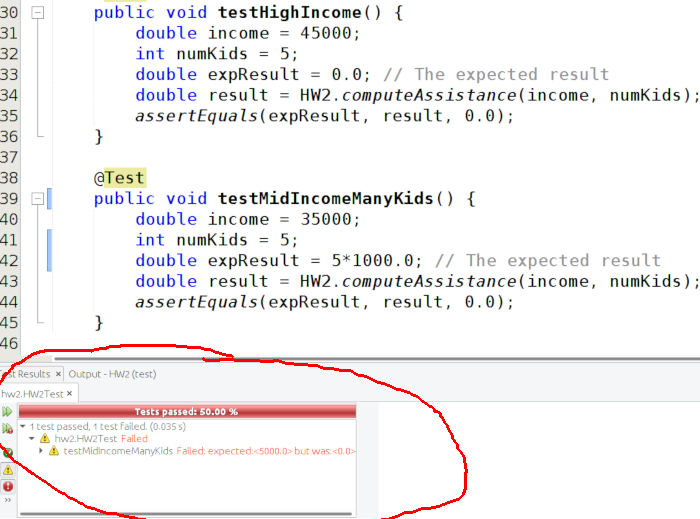 30 public void testHighIncome() {
31 double income = 45000;
32 int numKids = 5;
33 double expResult = 0.0; // The expected result
34 double result = HW2.computeAssistance(income, numKids);
35 assertEquals(expResult, result, 0.0);
36 }
37
38 @Test
39 public void testMidIncomeManyKids() {
40 double income = 35000;
41 int numKids = 5;
42 double expResult = 5*1000.0; // The expected result
43 double result = HW2.computeAssistance(income, numKids);
44 assertEquals(expResult, result, 0.0);
45 }
46
Results × Output - HW2 (test)
hw2.HW2Test ×
Tests passed: 50.00 %
1 test passed, 1 test failed. (0.035 s)
hw2.HW2Test Failed
testMidIncomeManyKids Failed: expected:<5000.0> but was:<0.0>